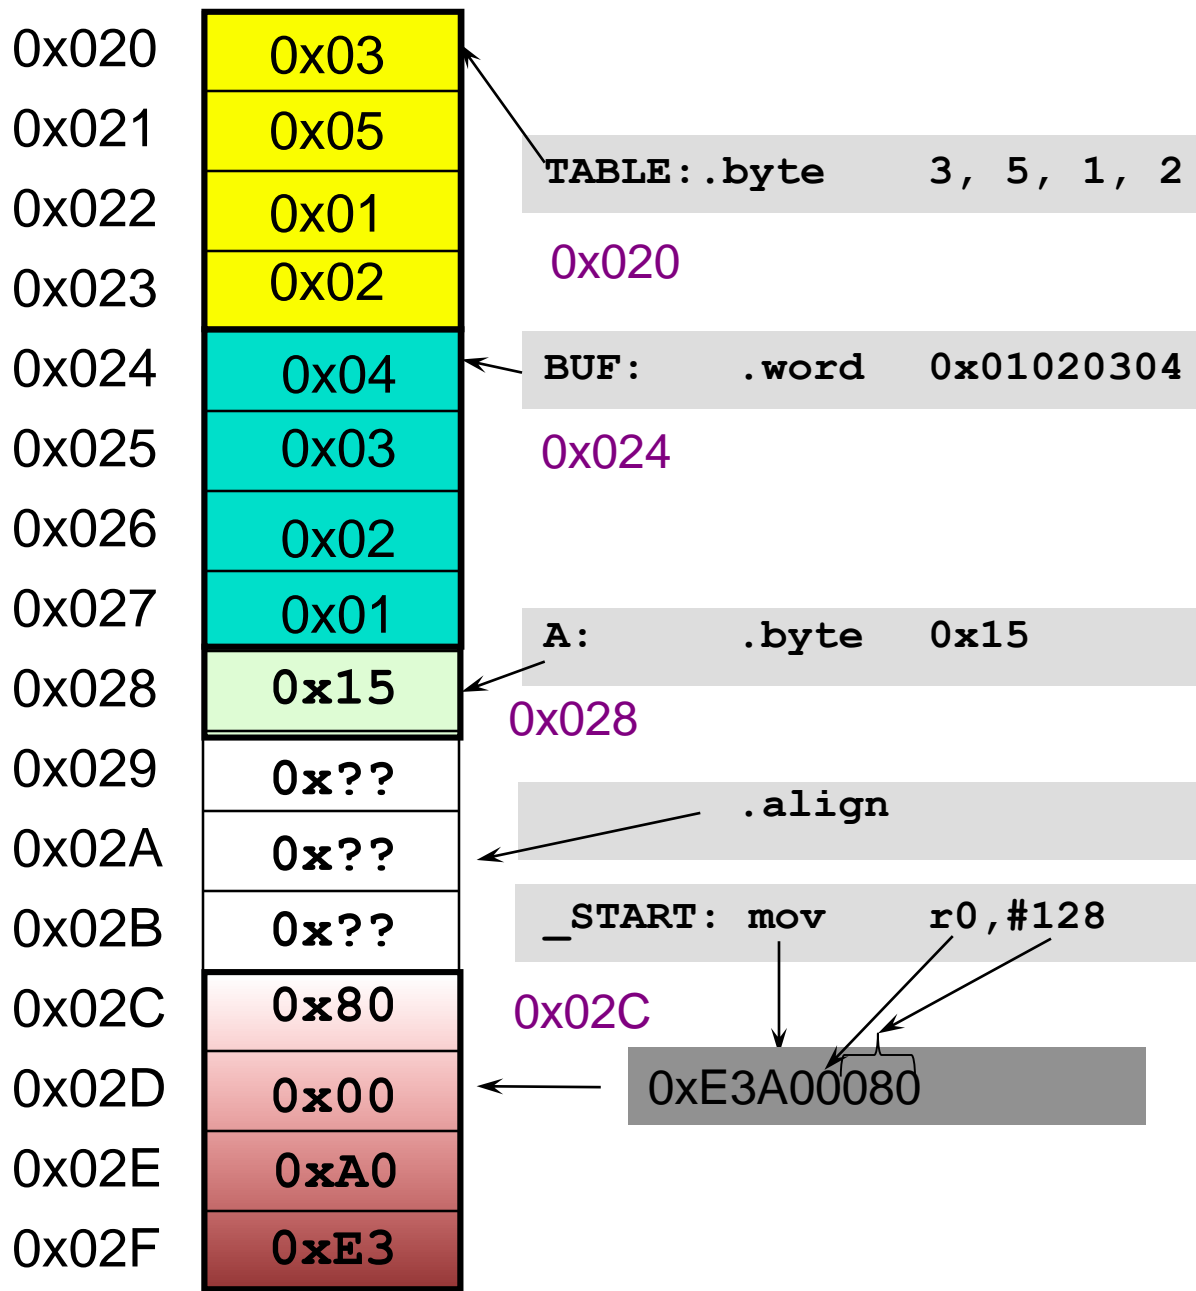 0x020 0x03
0x021 0x05
TABLE:.byte 3, 5, 1, 2
0x022 0x01
0x020
0x023 0x02
0x024 0x04
BUF: .word 0x01020304
0x025 0x03
0x024
0x026 0x02
0x027 0x01
A: .byte 0x15
0x028 0x15
0x028
0x029 0x??
.align
0x02A 0x??
0x02B 0x??
_START: mov r0,#128
0x02C 0x80
0x02C
0x02D 0x00
0xE3A00080
0x02E 0xA0
0x02F 0xE3